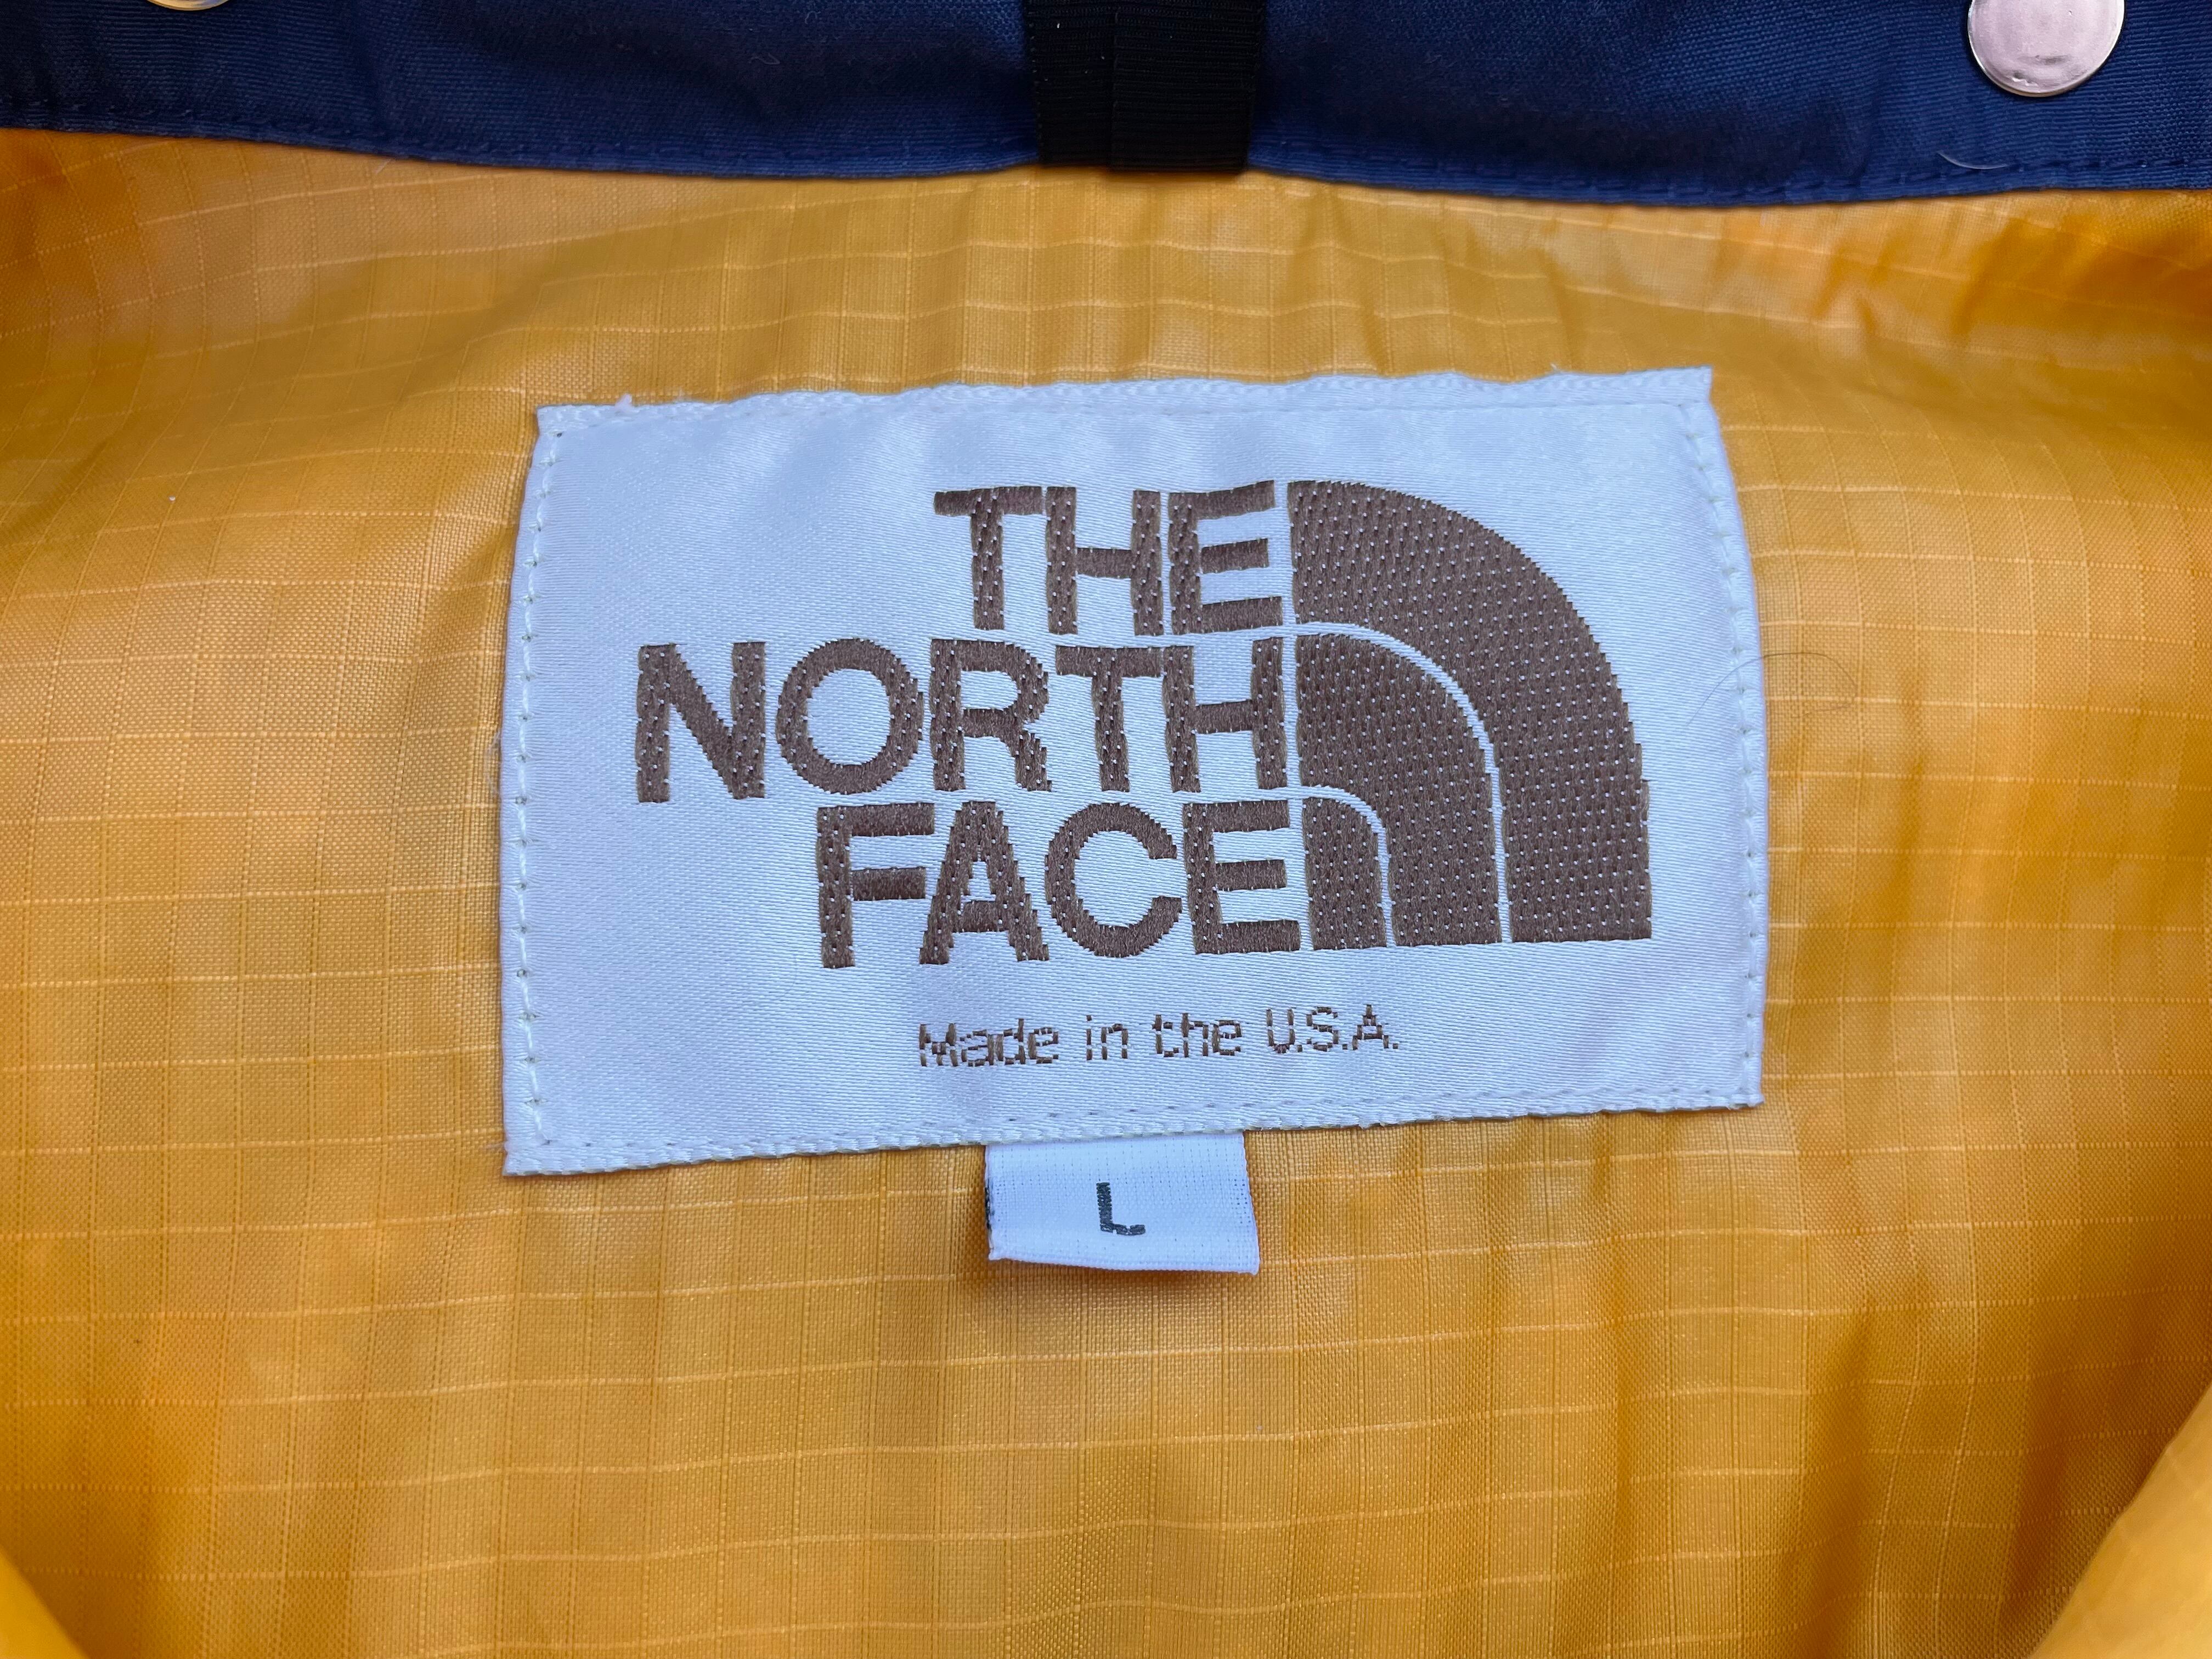 THE
NORTH
FACE
Made in the U.S.A.
L